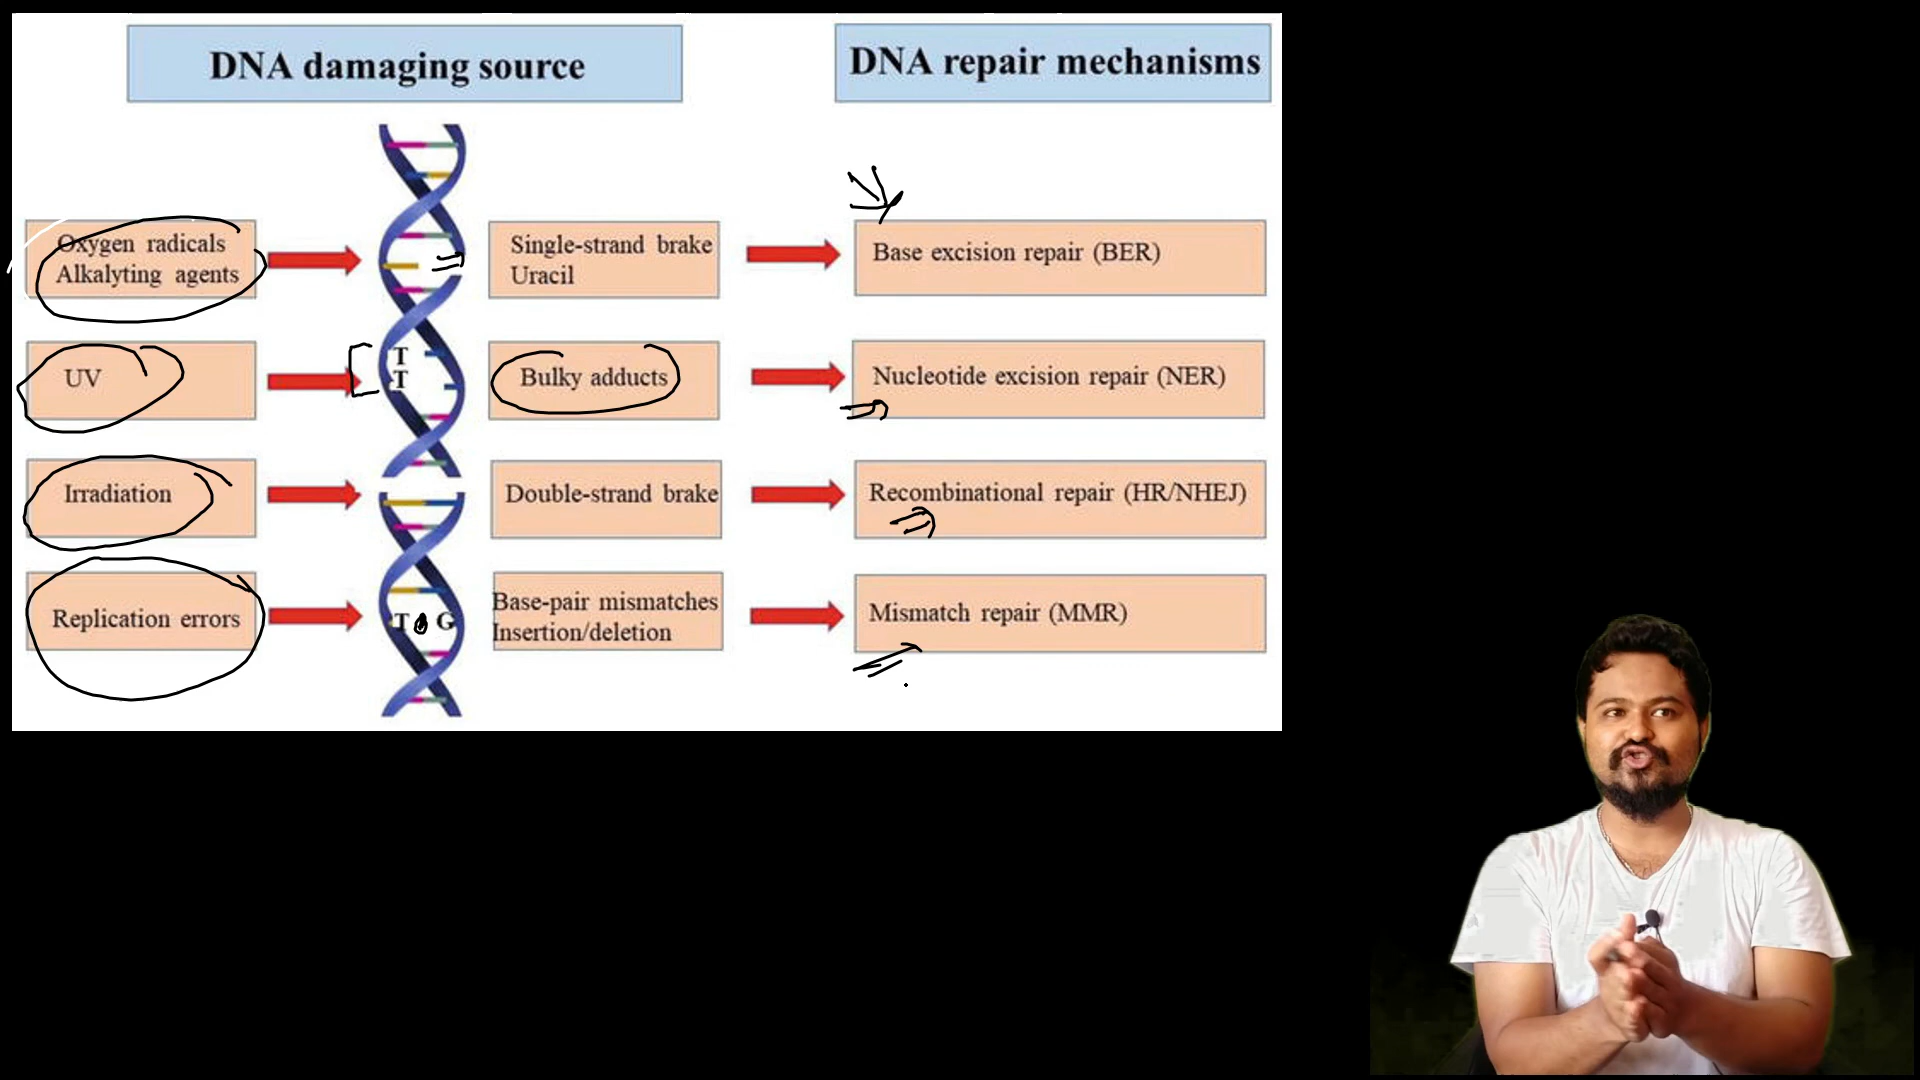 DNA damaging source
DNA repair mechanisms
Oxygen radicals
Alkalyting agents
Single-strand brake
Uracil
Base excision repair (BER)
UV
T
T
Bulky adducts
Nucleotide excision repair (NER)
Irradiation
Double-strand brake
Recombinational repair (HR/NHEJ)
Replication errors
T G
Base-pair mismatches
Insertion/deletion
Mismatch repair (MMR)